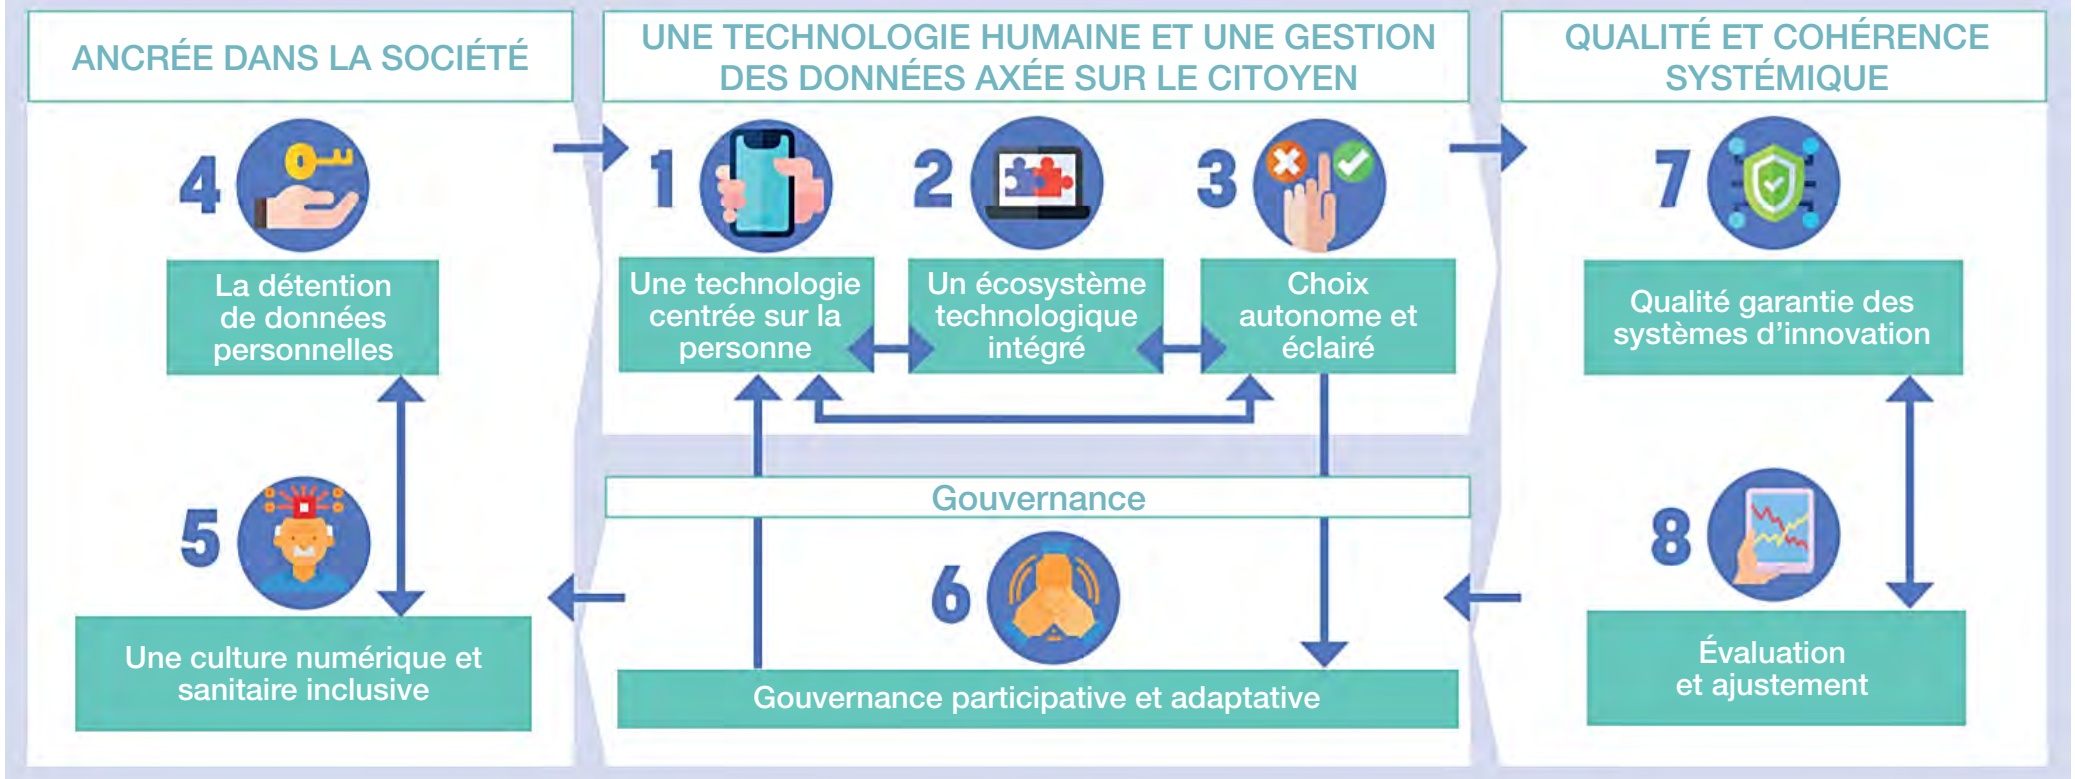 ANCRÉE DANS LA SOCIÉTÉ
4
La détention
de données
personnelles
5
Une culture numérique et
sanitaire inclusive
UNE TECHNOLOGIE HUMAINE ET UNE GESTION
DES DONNÉES AXÉE SUR LE CITOYEN
1
Une technologie
centrée sur la
personne
2
Un écosystème
technologique
intégré
3
Choix
autonome et
éclairé
Gouvernance
6
Gouvernance participative et adaptative
QUALITÉ ET COHÉRENCE
SYSTÉMIQUE
7
Qualité garantie des
systèmes d’innovation
8
Évaluation
et ajustement